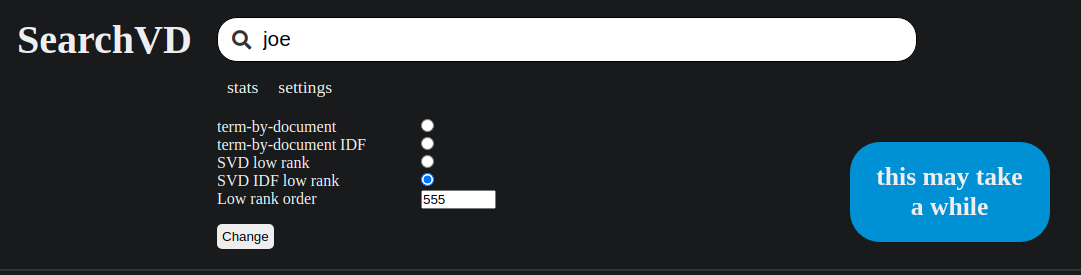 SearchVD
joe
stats settings
term-by-document
term-by-document IDF
SVD low rank
SVD IDF low rank
Low rank order 555
Change
this may take
a while